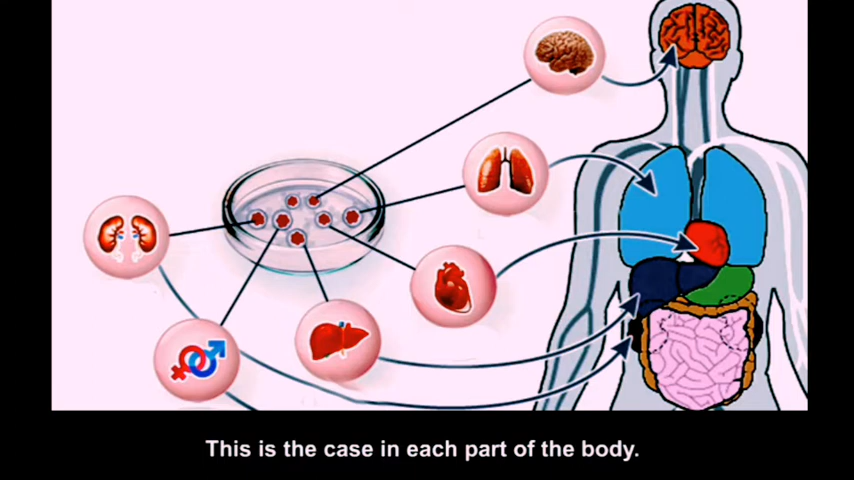 This is the case in each part of the body.